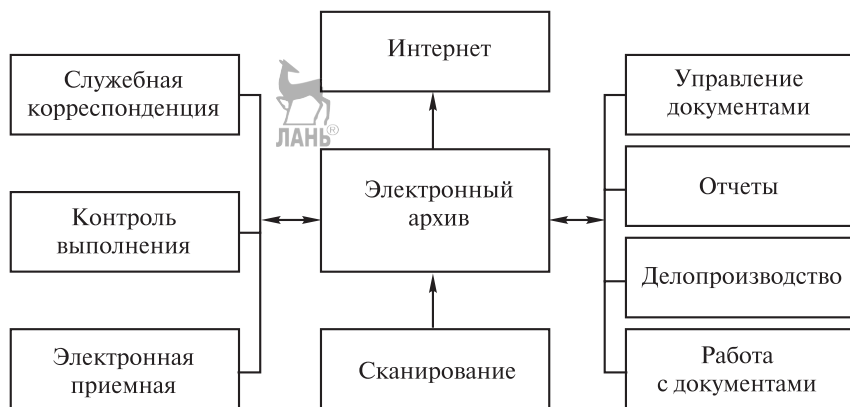 Интернет
Служебная
корреспонденция
Управление
документами
ЛАНЬ®
Электронный
архив
Отчеты
Контроль
выполнения
Делопроизводство
Электронная
приемная
Сканирование
Работа
с документами